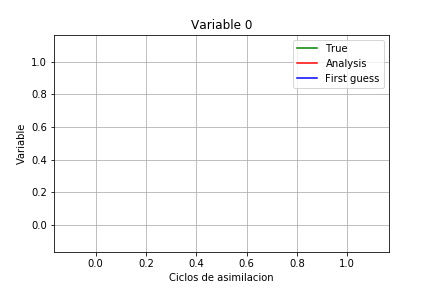 Variable 0
True
Analysis
First guess
1.0
0.8
0.6
0.4
0.2
0.0
Variable
0.0 0.2 0.4 0.6 0.8 1.0
Ciclos de asimilacion